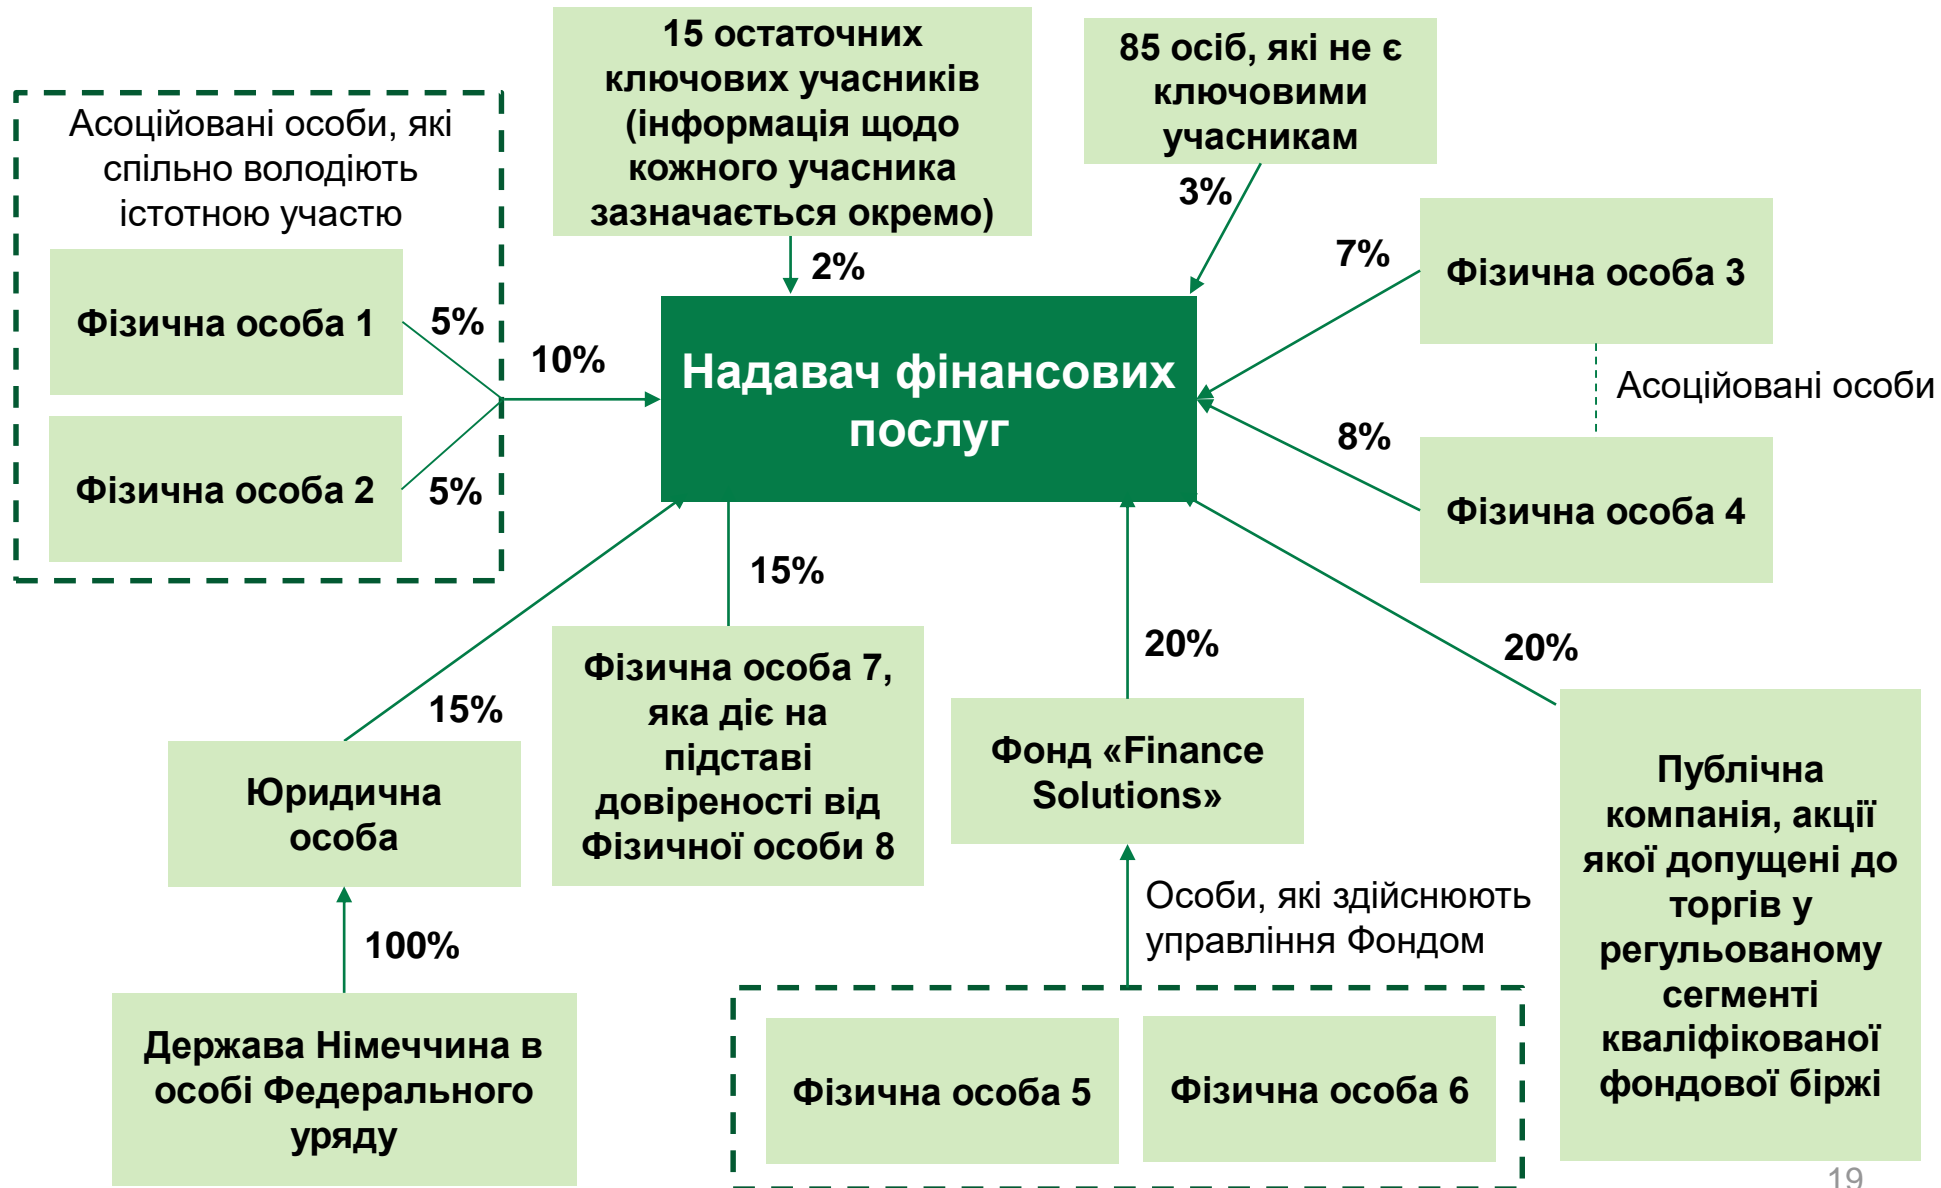 15 остаточних
ключових учасників
(інформація щодо
кожного учасника
зазначається окремо)
2%
85 осіб, які не є
ключовими
учасникам
3%
Асоційовані особи, які
спільно володіють
істотною участю
Фізична особа 1
5%
Фізична особа 2
5%
10%
Надавач фінансових
послуг
7%
Фізична особа 3
Асоційовані особи
8%
Фізична особа 4
15%
Юридична
особа
100%
Держава Німеччина в
особі Федерального
уряду
15%
Фізична особа 7,
яка діє на
підставі
довіреності від
Фізичної особи 8
20%
Фонд «Finance
Solutions»
Особи, які здійснюють
управління Фондом
Фізична особа 5
Фізична особа 6
20%
Публічна
компанія, акції
якої допущені до
торгів у
регульованому
сегменті
кваліфікованої
фондової біржі
19